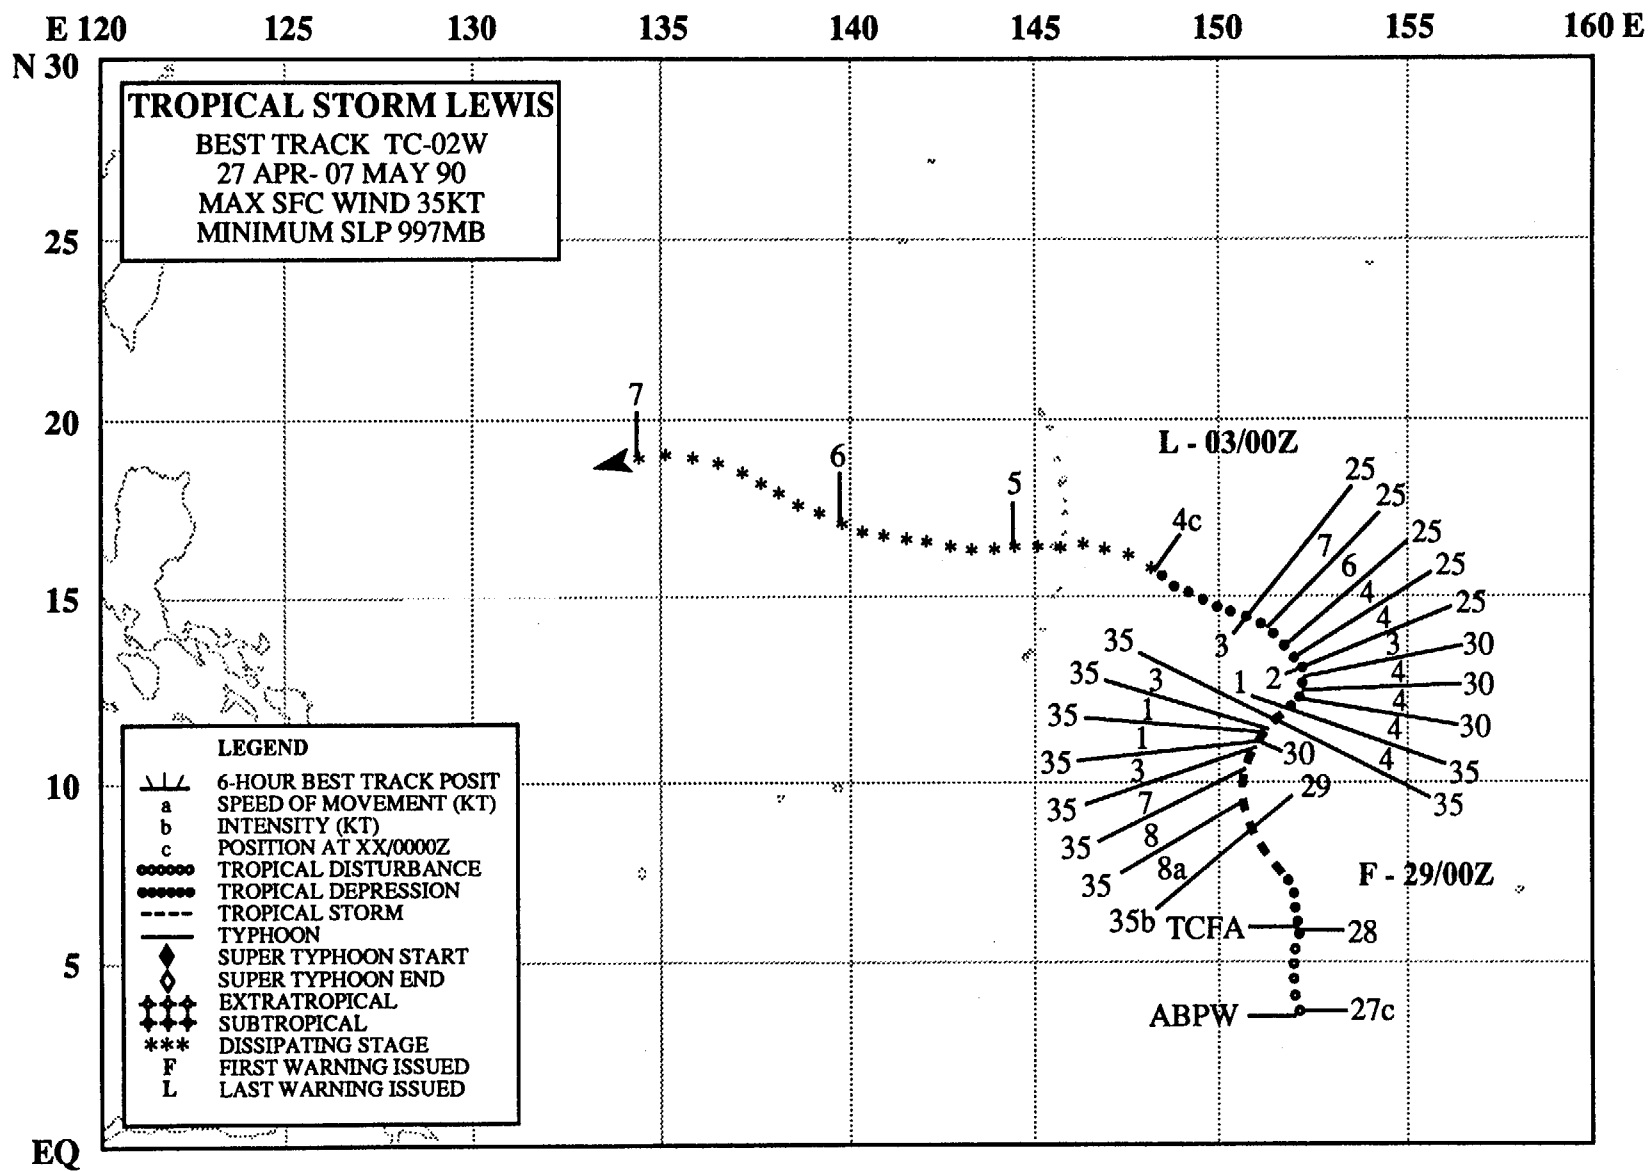 E 120 125 130 135 140 145 150 155 160 E
N 30
TROPICAL STORM LEWIS
BEST TRACK TC-02W
27 APR- 07 MAY 90
MAX SFC WIND 35KT
MINIMUM SLP 997MB
25
20
15
10
5
EQ
7
6
5
4c
L - 03/00Z
25
25
25
25
25
30
30
30
35
35
7
6
4
4
3
4
4
4
4
3
2
1
35
35
35
35
35
35
35
35b
3
1
1
3
7
8
8a
30
29
F - 29/00Z
TCFA
28
ABPW
27c
LEGEND
6-HOUR BEST TRACK POSIT
a SPEED OF MOVEMENT (KT)
b INTENSITY (KT)
c POSITION AT XX/0000Z
TROPICAL DISTURBANCE
TROPICAL DEPRESSION
TROPICAL STORM
TYPHOON
SUPER TYPHOON START
SUPER TYPHOON END
EXTRATROPICAL
SUBTROPICAL
*** DISSIPATING STAGE
F FIRST WARNING ISSUED
L LAST WARNING ISSUED